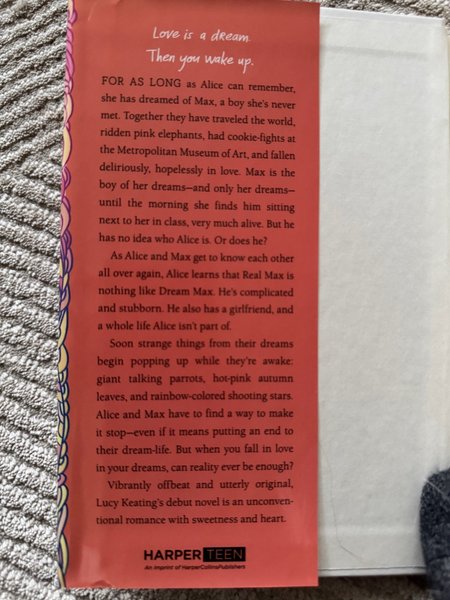 Love is a dream.
Then you wake up.
FOR AS LONG as Alice can remember,
she has dreamed of Max, a boy she's never
met. Together they have traveled the world,
ridden pink elephants, had cookie-fights at
the Metropolitan Museum of Art, and fallen
deliriously, hopelessly in love. Max is the
boy of her dreams—and only her dreams—
until the morning she finds him sitting
next to her in class, very much alive. But he
has no idea who Alice is. Or does he?
As Alice and Max get to know each other
all over again, Alice learns that Real Max is
nothing like Dream Max. He's complicated
and stubborn. He also has a girlfriend, and
a whole life Alice isn't part of.
Soon strange things from their dreams
begin popping up while they're awake:
giant talking parrots, hot-pink autumn
leaves, and rainbow-colored shooting stars.
Alice and Max have to find a way to make
it stop—even if it means putting an end to
their dream-life. But when you fall in love
in your dreams, can reality ever be enough?
Vibrantly offbeat and utterly original,
Lucy Keating's debut novel is an unconven-
tional romance with sweetness and heart.
HARPER TEEN
An Imprint of HarperCollinsPublishers